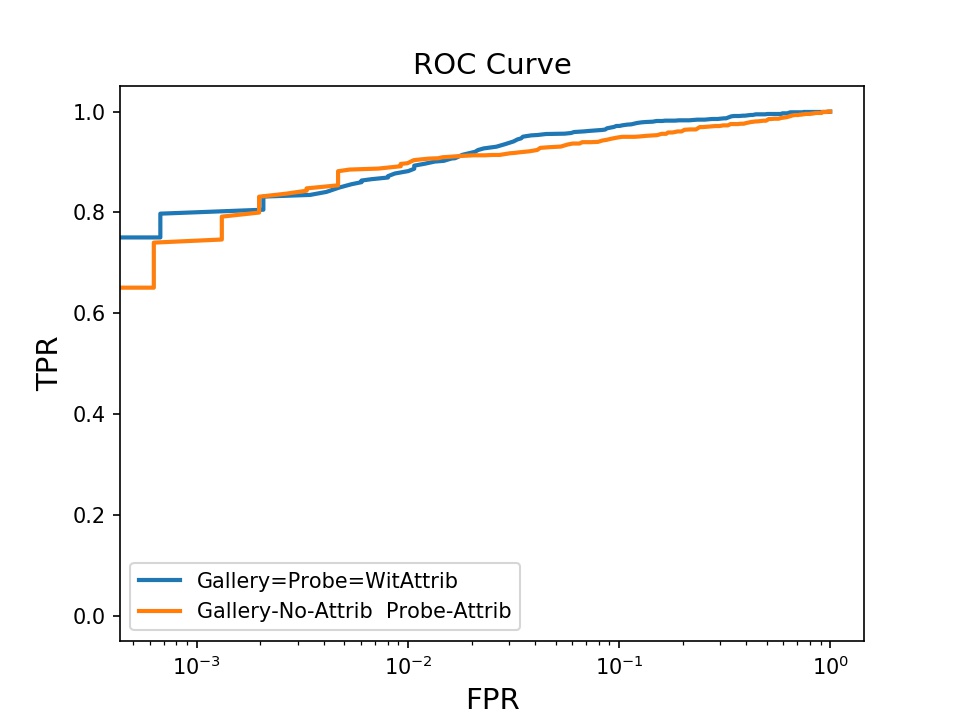 ROC Curve
TPR
1.0
0.8
0.6
0.4
0.2
0.0
Gallery=Probe=WitAttrib
Gallery-No-Attrib  Probe-Attrib
10⁻³ 10⁻² 10⁻¹ 10⁰
FPR